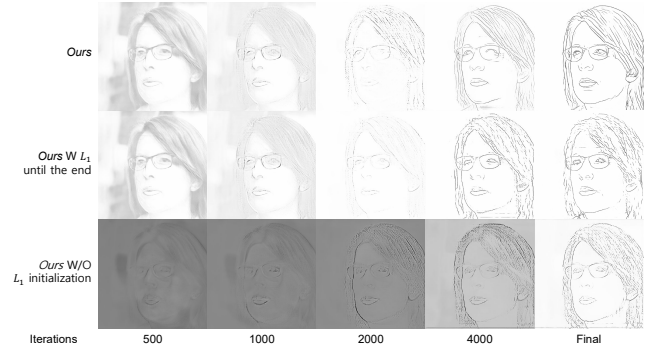 Ours
Ours W L₁
until the end
Ours W/O
L₁ initialization
Iterations 500 1000 2000 4000 Final